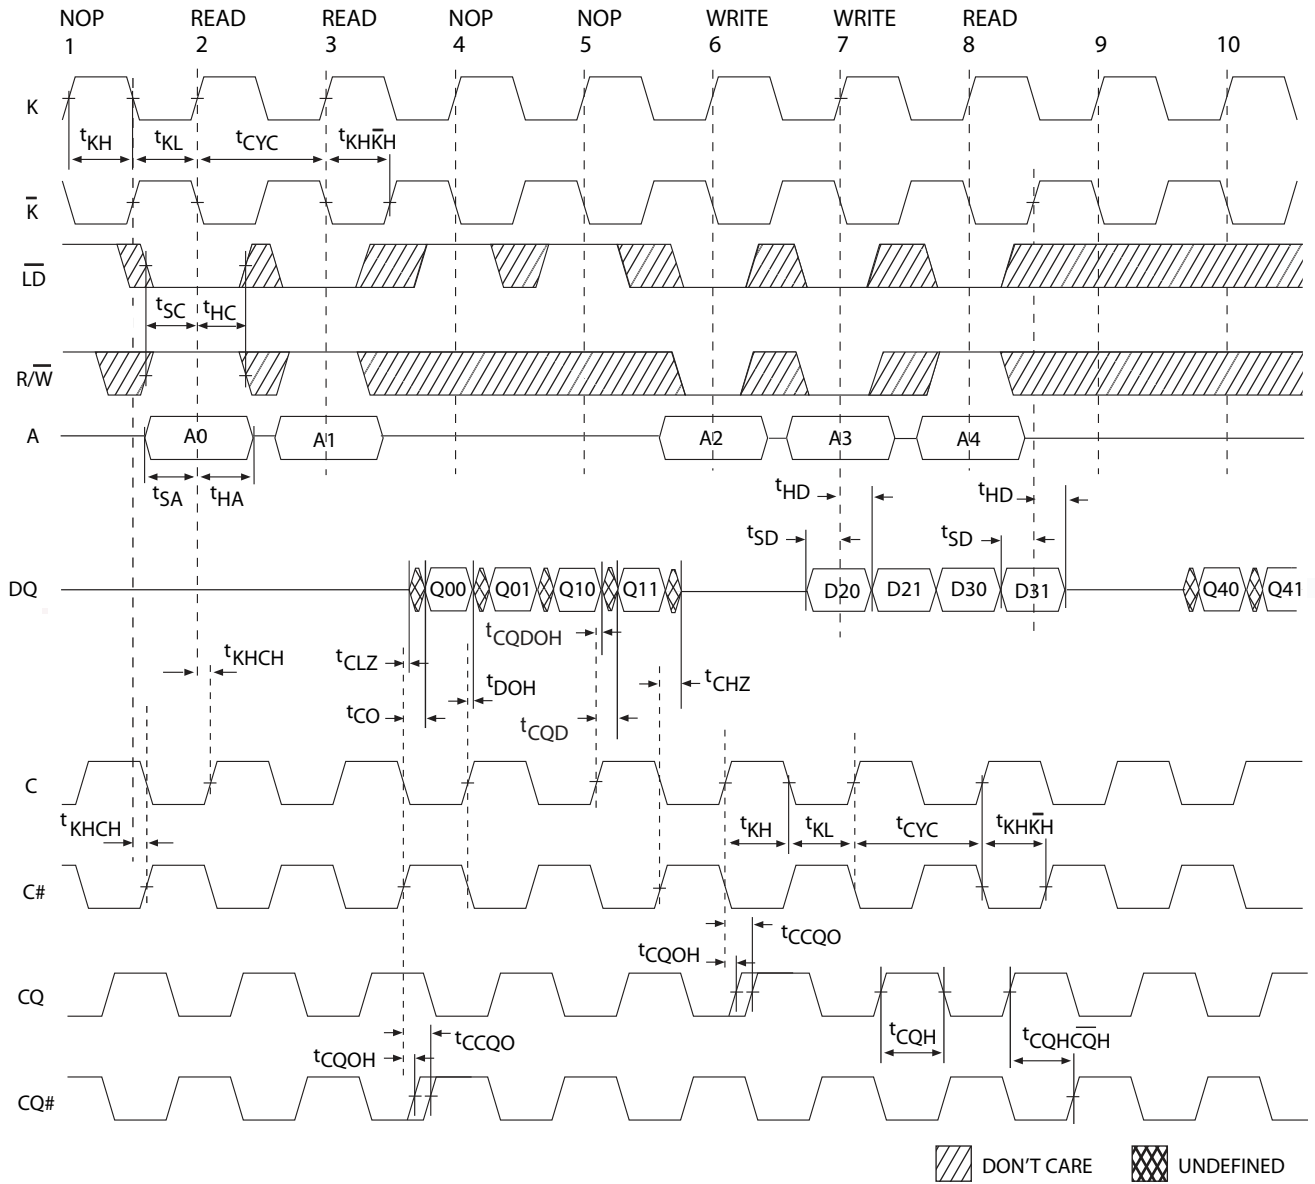 NOP READ READ NOP NOP WRITE WRITE READ
1 2 3 4 5 6 7 8 9 10
K
tKH tKL tCYC tKHK̅H
K̅
L̅D̅
tSC tHC
R/W̅
A A0 A1 A2 A3 A4
tSA tHA tHD tHD
tSD tSD
DQ Q00 Q01 Q10 Q11 D20 D21 D30 D31 Q40 Q41
tCQDOH
tKHCH tCLZ tDOH tCHZ
tCO tCQD
C
tKHCH tKH tKL tCYC tKHK̅H
C#
tCCQO
tCQOH
CQ
tCCQO tCQH tCQHC̅Q̅H
tCQOH
CQ#
DON'T CARE UNDEFINED